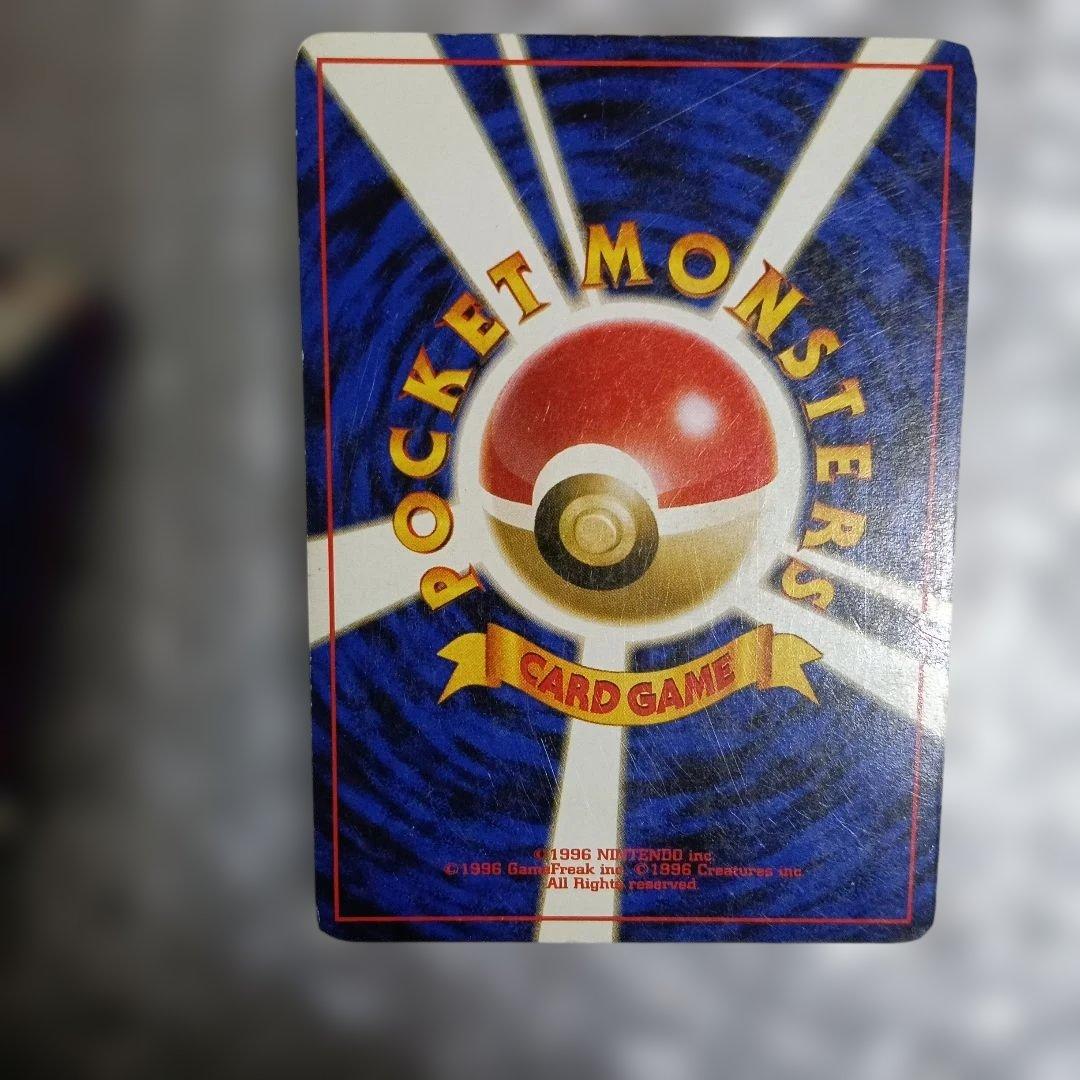 POCKET MONSTERS
CARD GAME
©1996 NINTENDO inc.
©1996 GameFreak inc. ©1996 Creatures inc.
All Rights reserved.